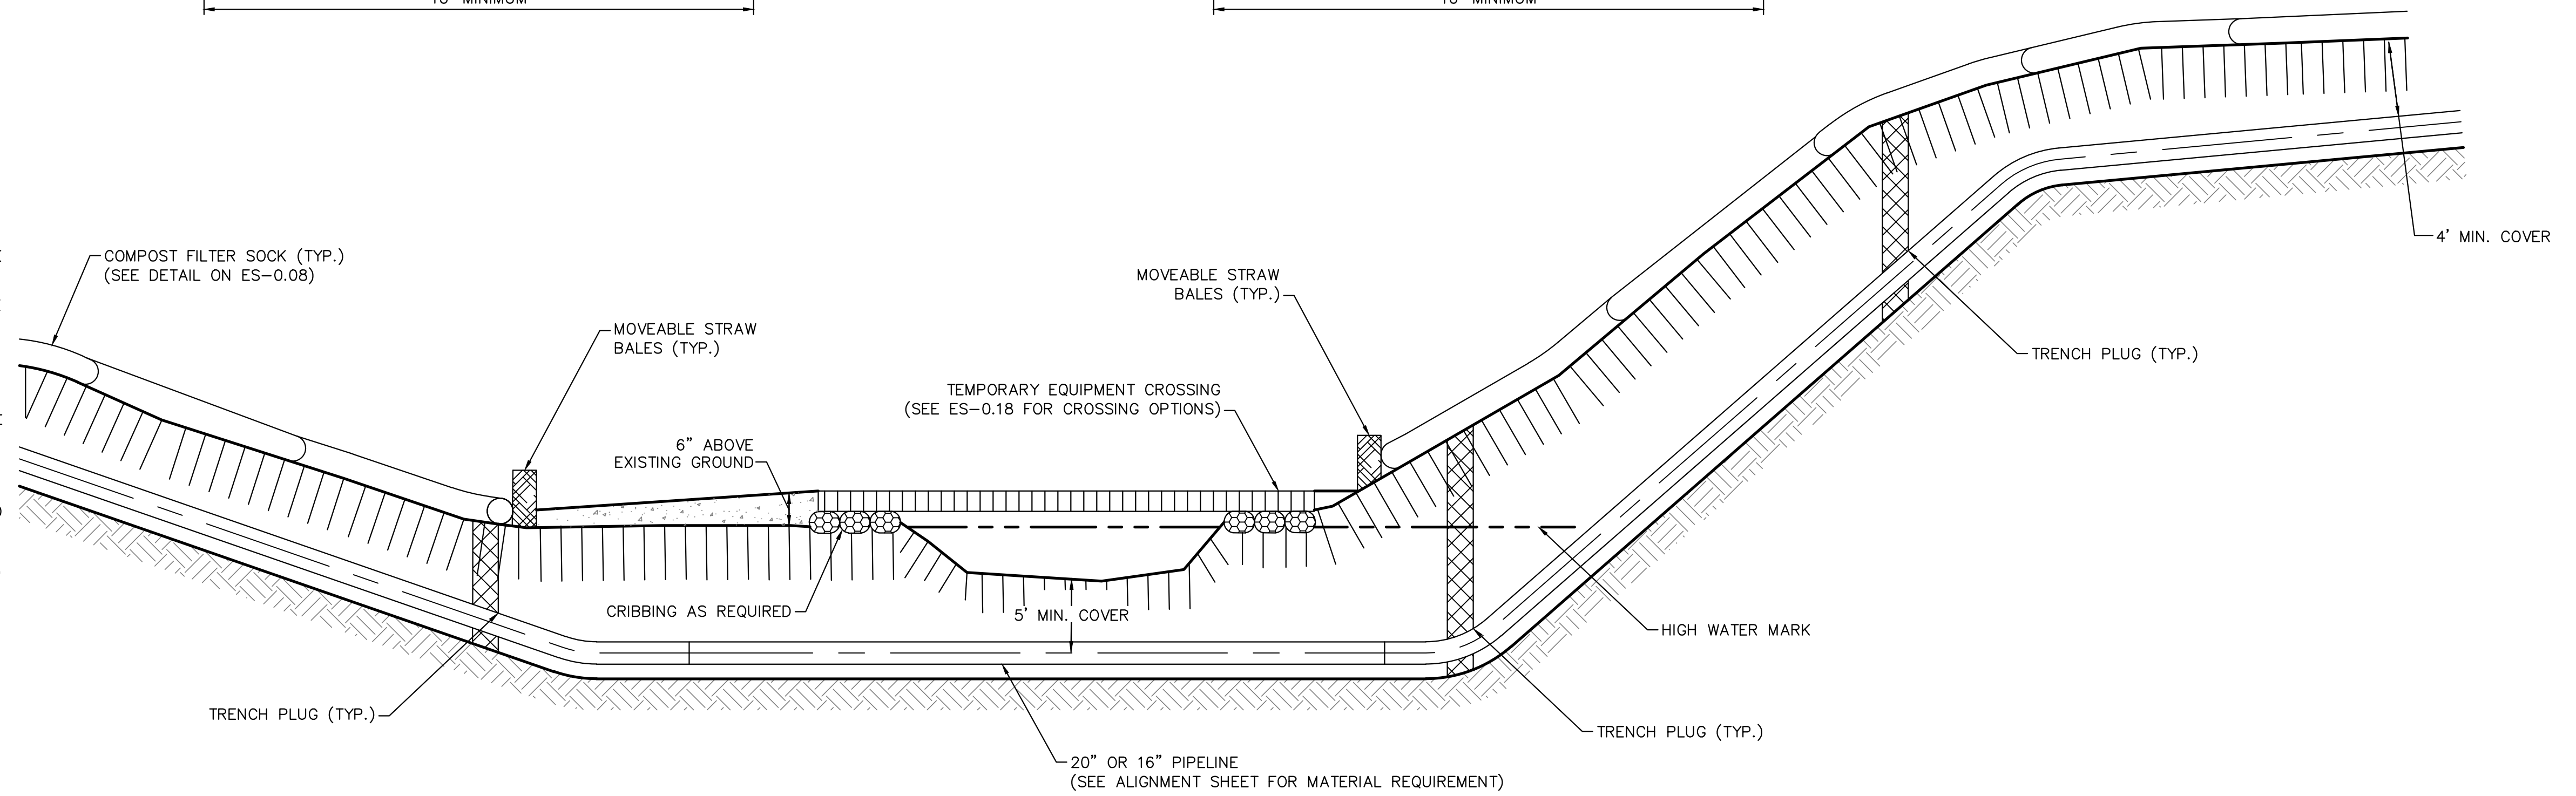 COMPOST FILTER SOCK (TYP.)
(SEE DETAIL ON ES-0.08)
MOVEABLE STRAW
BALES (TYP.)
MOVEABLE STRAW
BALES (TYP.)
4' MIN. COVER
TRENCH PLUG (TYP.)
TEMPORARY EQUIPMENT CROSSING
(SEE ES-0.18 FOR CROSSING OPTIONS)
6" ABOVE
EXISTING GROUND
CRIBBING AS REQUIRED
5' MIN. COVER
HIGH WATER MARK
TRENCH PLUG (TYP.)
TRENCH PLUG (TYP.)
20" OR 16" PIPELINE
(SEE ALIGNMENT SHEET FOR MATERIAL REQUIREMENT)